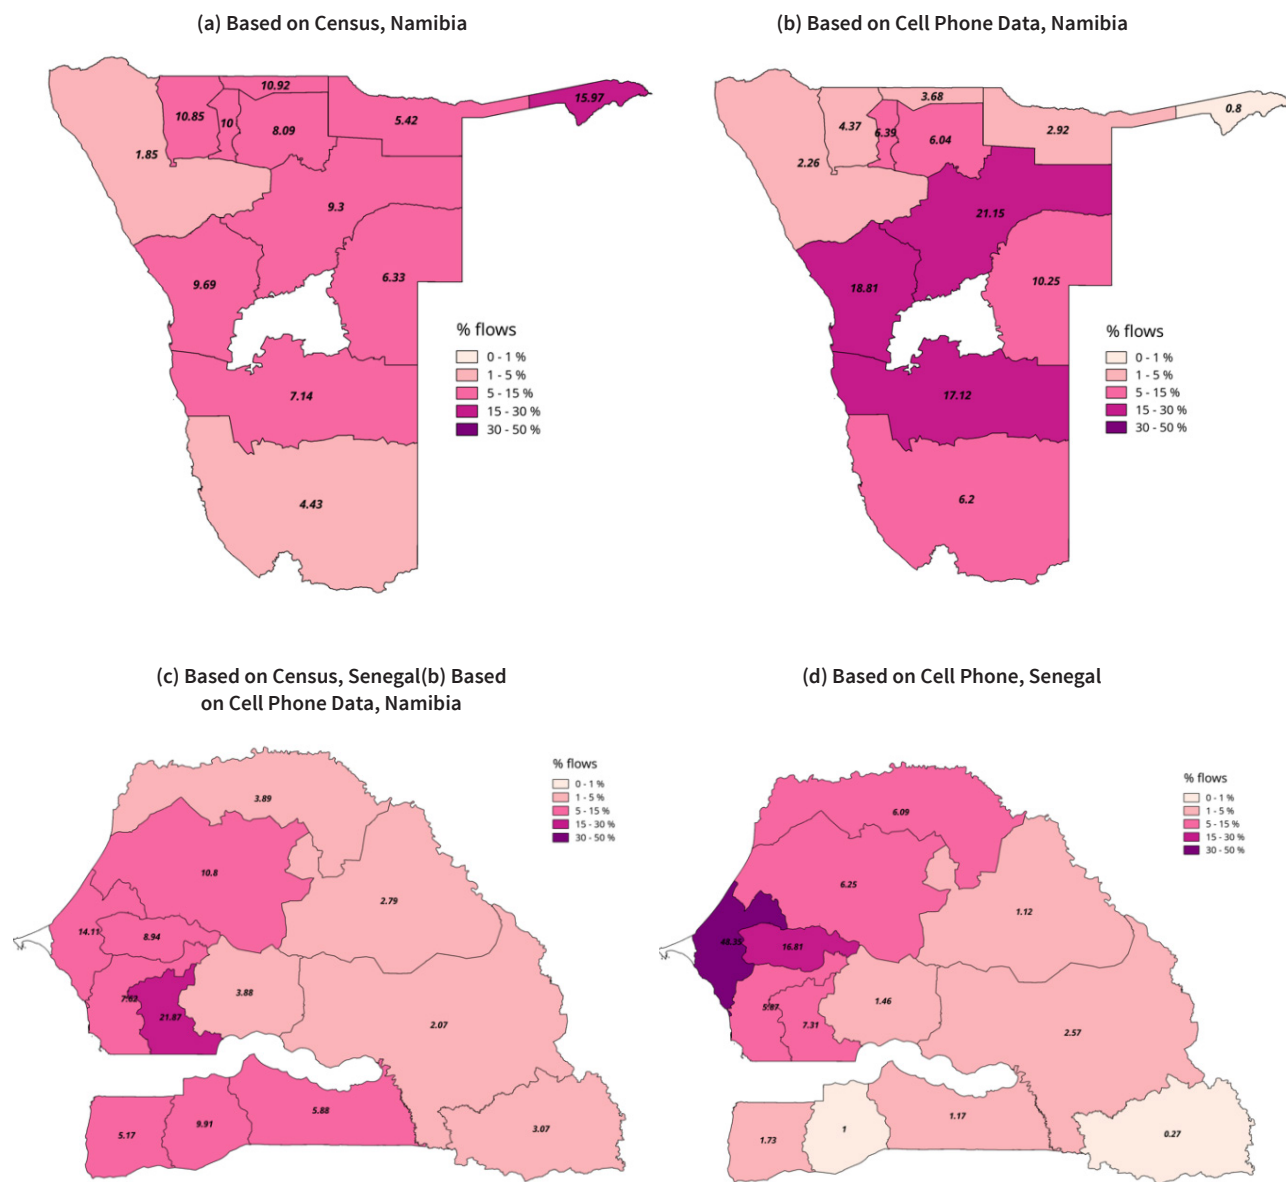 (a) Based on Census, Namibia
10.92
15.97
10.85
10
8.09
5.42
1.85
9.3
9.69
6.33
% flows
0 - 1 %
1 - 5 %
5 - 15 %
15 - 30 %
30 - 50 %
7.14
4.43
(b) Based on Cell Phone Data, Namibia
3.68
0.8
4.37
6.39
6.04
2.92
2.26
21.15
18.81
10.25
% flows
0 - 1 %
1 - 5 %
5 - 15 %
15 - 30 %
30 - 50 %
17.12
6.2
(c) Based on Census, Senegal(b) Based
on Cell Phone Data, Namibia
% flows
0 - 1 %
1 - 5 %
5 - 15 %
15 - 30 %
30 - 50 %
3.89
10.8
2.79
14.11
8.94
7.62
21.87
3.88
2.07
5.17
9.91
5.88
3.07
(d) Based on Cell Phone, Senegal
% flows
0 - 1 %
1 - 5 %
5 - 15 %
15 - 30 %
30 - 50 %
6.09
6.25
1.12
16.81
5.87
7.31
1.46
2.57
1.73
1
1.17
0.27